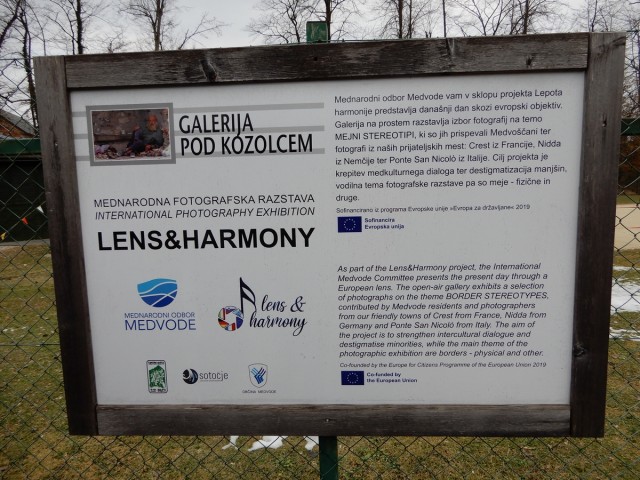 GALERIJA
POD KOZOLCEM
MEDNARODNA FOTOGRAFSKA RAZSTAVA
INTERNATIONAL PHOTOGRAPHY EXHIBITION
LENS&HARMONY
MEDNARODNI ODBOR
MEDVODE
lens &
harmony
sotočje
OBČINA MEDVODE
Mednarodni odbor Medvode vam v sklopu projekta Lepota
harmonije predstavlja današnji dan skozi evropski objektiv.
Galerija na prostem razstavlja izbor fotografij na temo
MEJNI STEREOTIPI, ki so jih prispevali Medvoščani ter
fotografi iz naših prijateljskih mest: Crest iz Francije, Nidda
iz Nemčije ter Ponte San Nicolò iz Italije. Cilj projekta je
krepitev medkulturnega dialoga ter destigmatizacija manjšin,
vodilna tema fotografske razstave pa so meje - fizične in
druge.
Sofinancirano iz programa Evropske unije »Evropa za državljane« 2019
Sofinancira
Evropska unija
As part of the Lens&Harmony project, the International
Medvode Committee presents the present day through a
European lens. The open-air gallery exhibits a selection
of photographs on the theme BORDER STEREOTYPES,
contributed by Medvode residents and photographers
from our friendly towns of Crest from France, Nidda from
Germany and Ponte San Nicolò from Italy. The aim of
the project is to strengthen intercultural dialogue and
destigmatise minorities, while the main theme of the
photographic exhibition are borders - physical and other.
Co-funded by the Europe for Citizens Programme of the European Union 2019
Co-funded by
the European Union